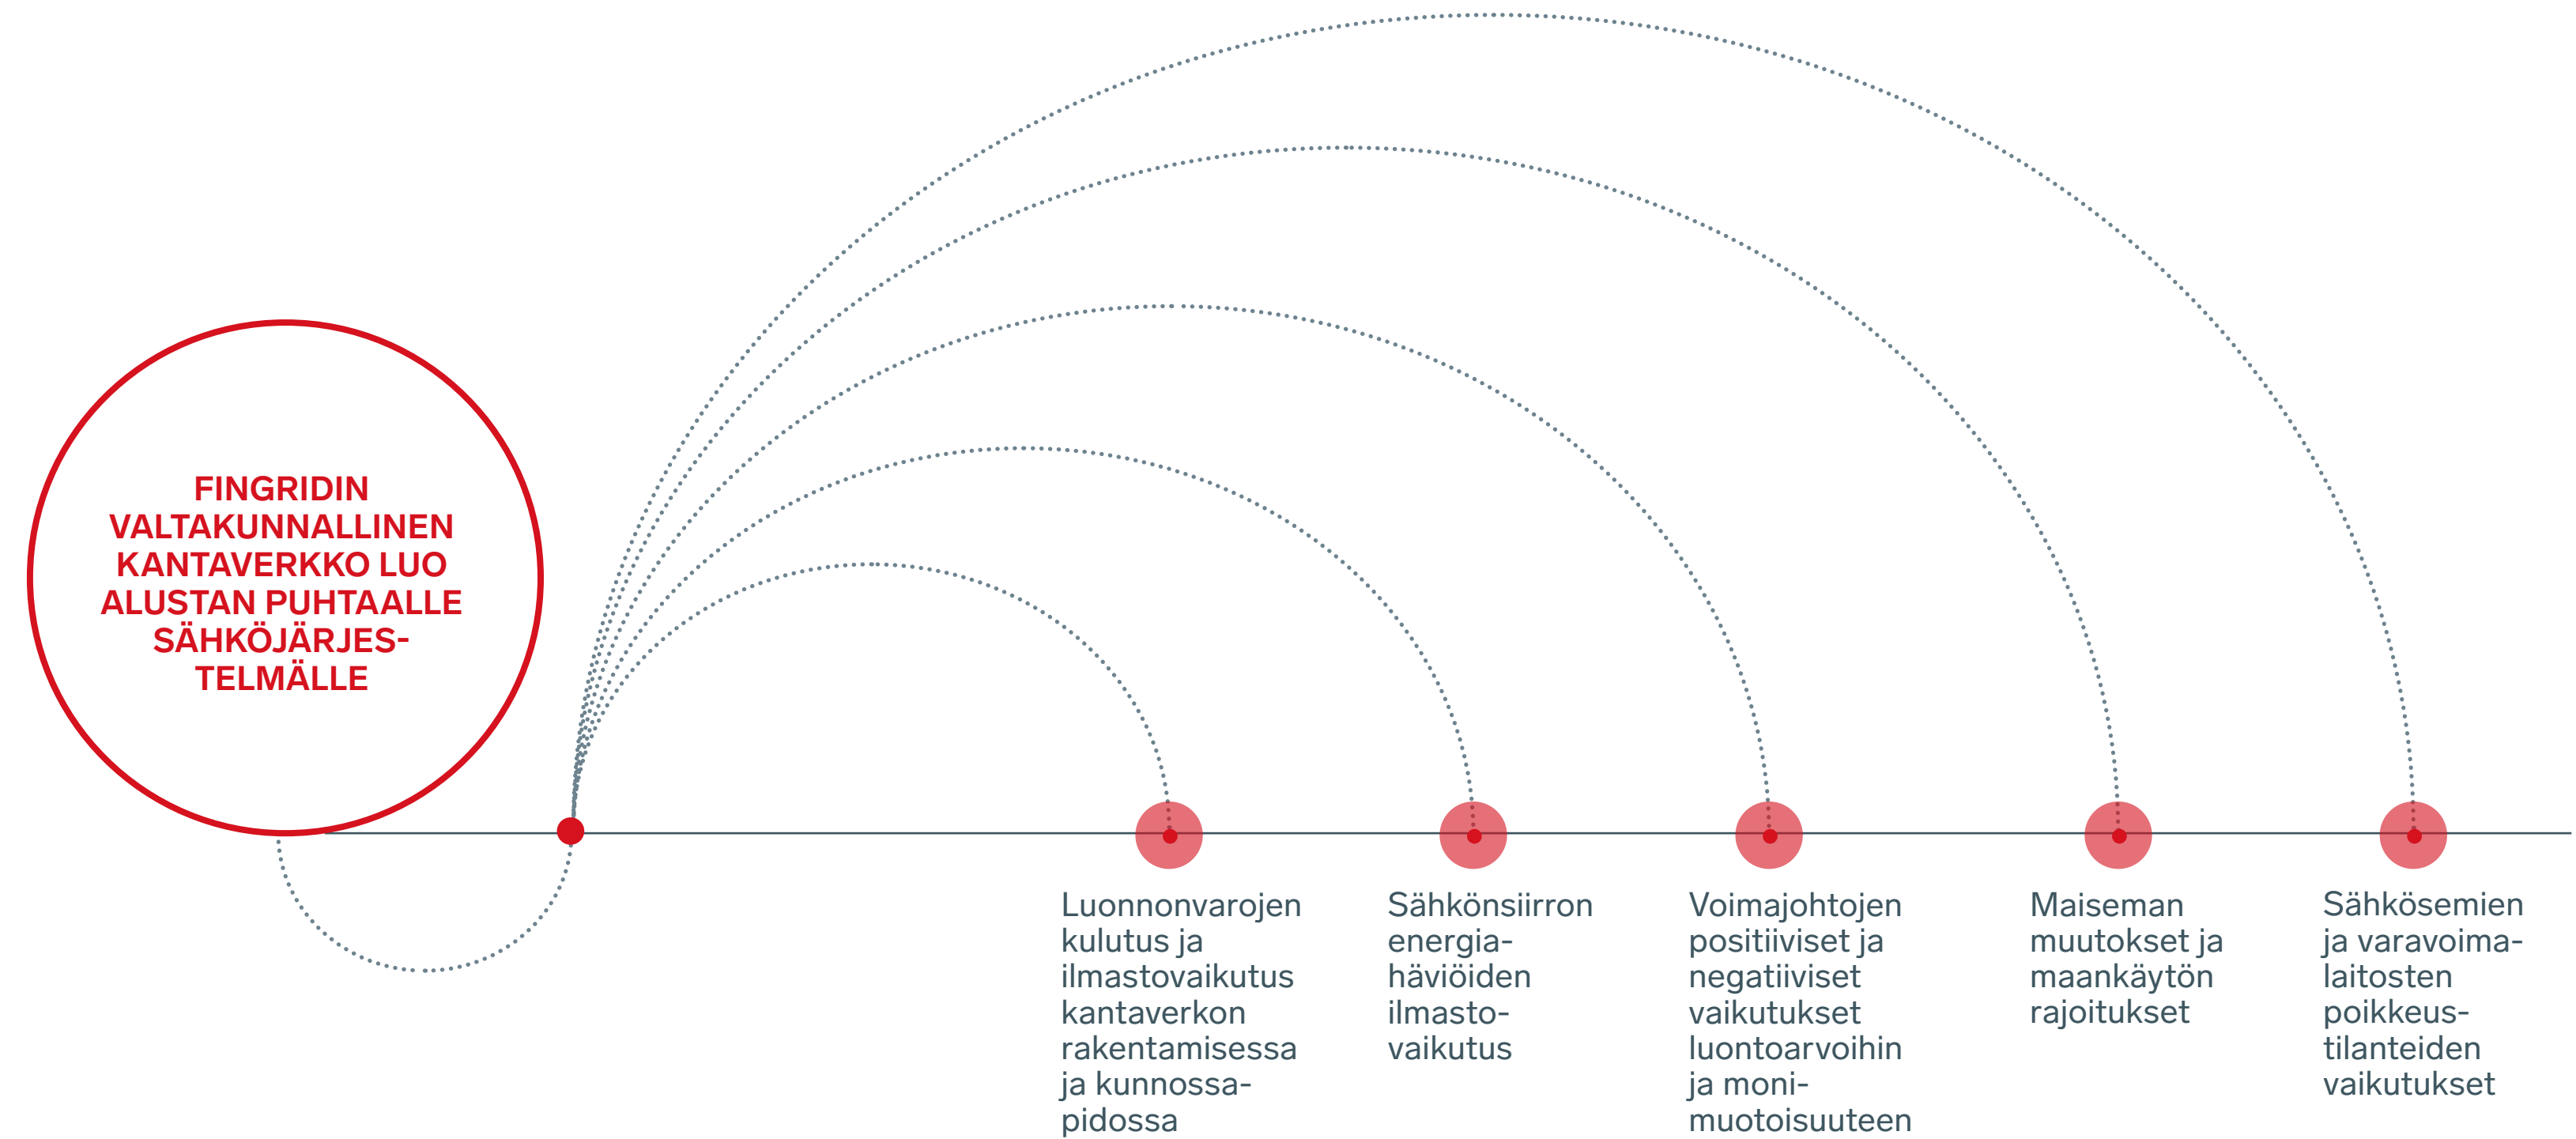 FINGRIDIN
VALTAKUNNALLINEN
KANTAVERKKO LUO
ALUSTAN PUHTAALLE
SÄHKÖJÄRJES-
TELMÄLLE
Luonnonvarojen
kulutus ja
ilmastovaikutus
kantaverkon
rakentamisessa
ja kunnossa-
pidossa
Sähkönsiirron
energia-
häviöiden
ilmasto-
vaikutus
Voimajohtojen
positiiviset ja
negatiiviset
vaikutukset
luontoarvoihin
ja moni-
muotoisuuteen
Maiseman
muutokset ja
maankäytön
rajoitukset
Sähkösemien
ja varavoima-
laitosten
poikkeus-
tilanteiden
vaikutukset